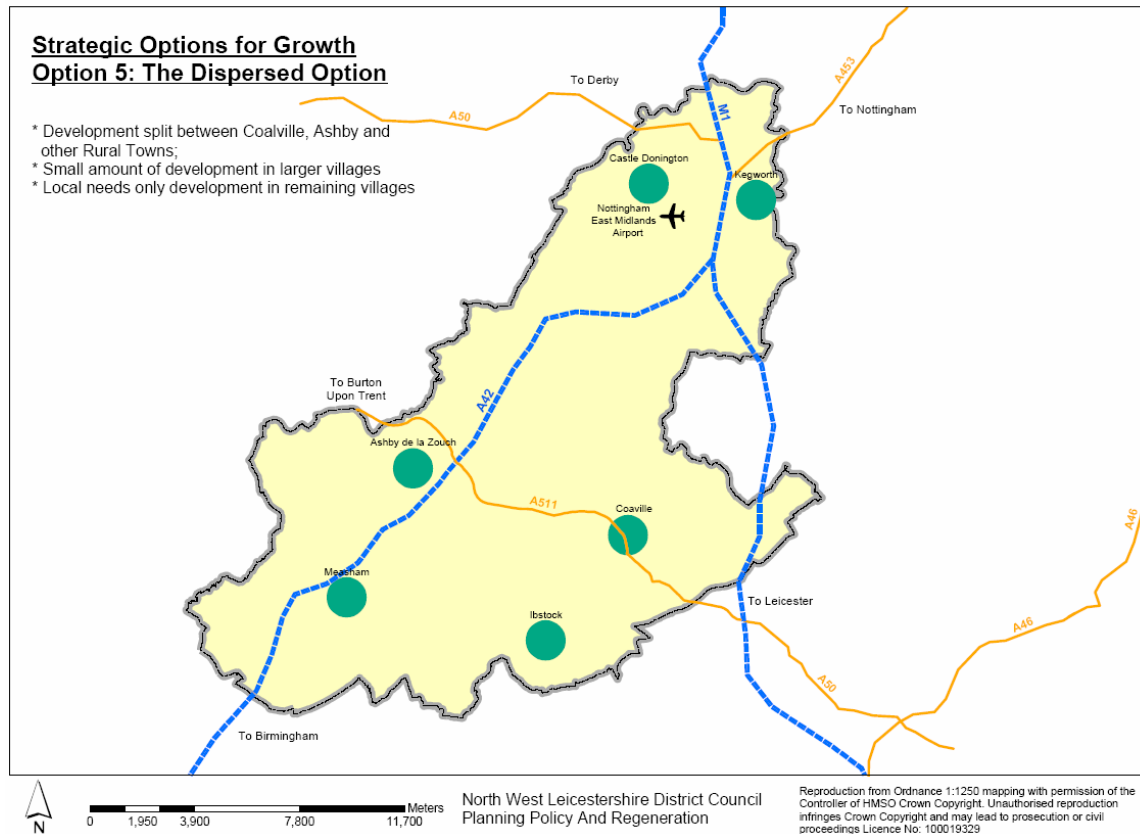 Strategic Options for Growth
Option 5: The Dispersed Option
* Development split between Coalville, Ashby and
other Rural Towns;
* Small amount of development in larger villages
* Local needs only development in remaining villages
To Derby
A50
M1
A453
To Nottingham
Castle Donington
Kegworth
Nottingham
East Midlands
Airport
To Burton
Upon Trent
A42
Ashby de la Zouch
A511
Coaville
Measham
Ibstock
To Leicester
A46
A46
A50
To Birmingham
N
Meters
0 1,950 3,900 7,800 11,700
North West Leicestershire District Council
Planning Policy And Regeneration
Reproduction from Ordnance 1:1250 mapping with permission of the
Controller of HMSO Crown Copyright. Unauthorised reproduction
infringes Crown Copyright and may lead to prosecution or civil
proceedings Licence No: 100019329